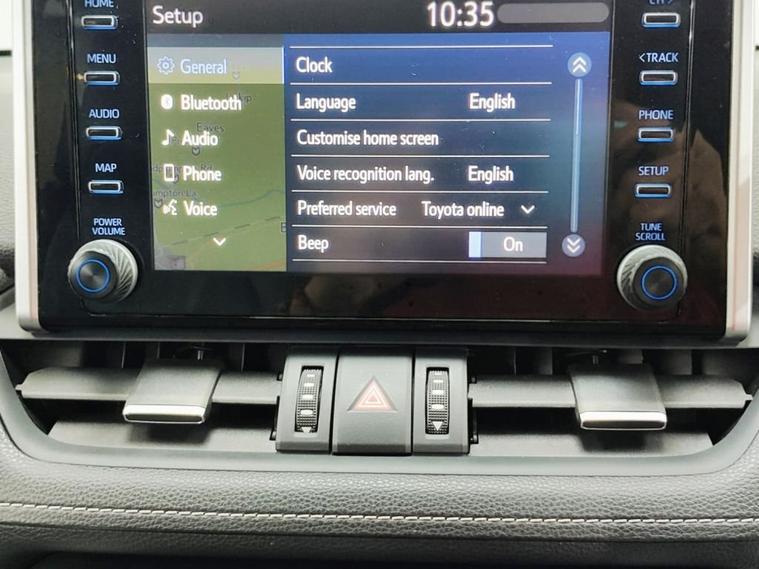 HOME
Setup
10:35
MENU
General
Clock
<TRACK
Bluetooth
Language English
AUDIO
Audio
Customise home screen
PHONE
MAP
Phone
Voice recognition lang. English
SETUP
Voice
Preferred service Toyota online
POWER
VOLUME
Beep On
TUNE
SCROLL